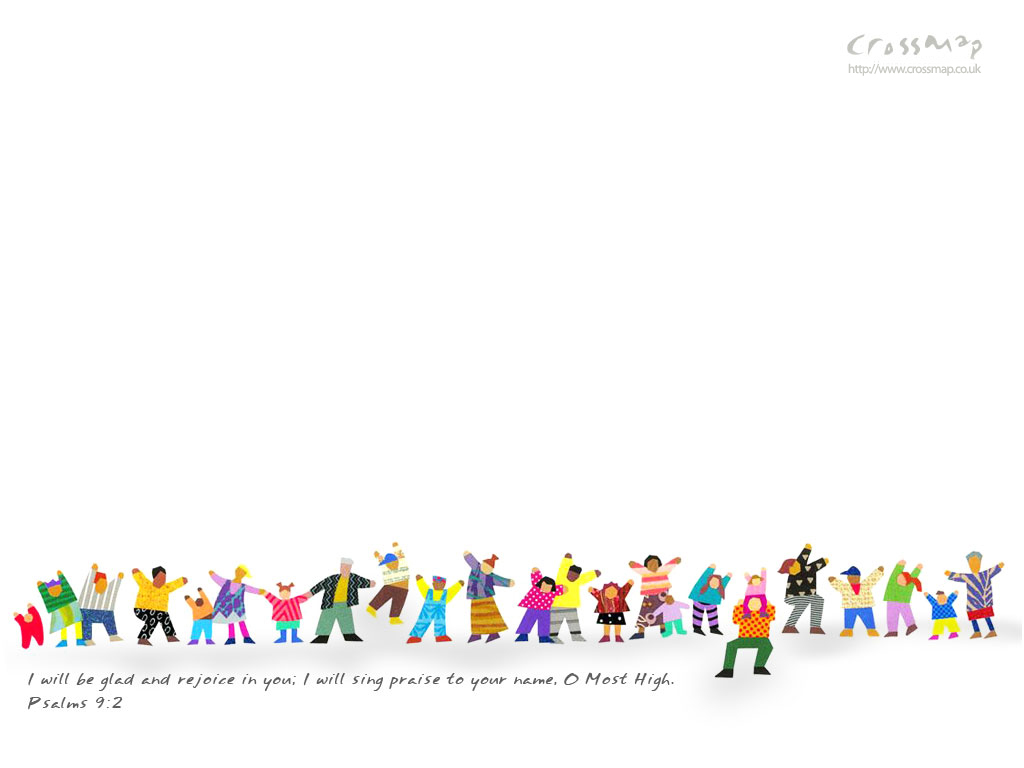 crossmap
http://www.crossmap.co.uk
I will be glad and rejoice in you; I will sing praise to your name, O Most High.
Psalms 9:2